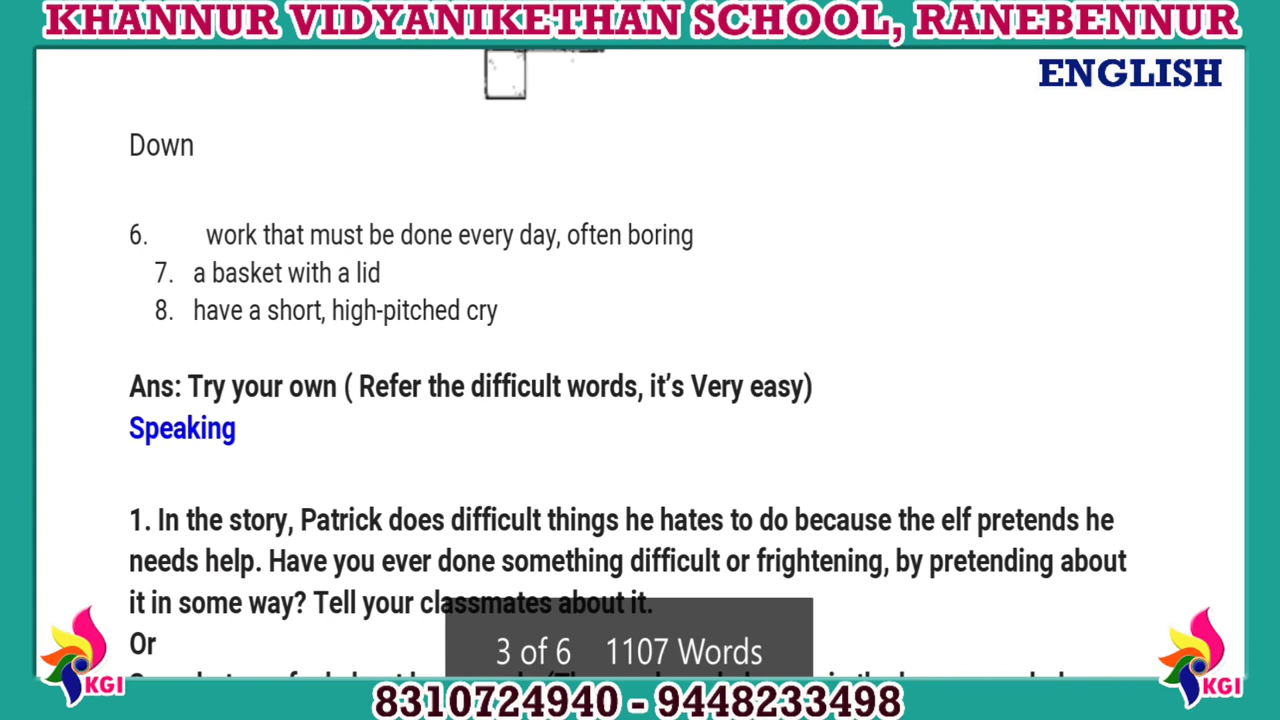 KHANNUR VIDYANIKETHAN SCHOOL, RANEBENNUR
ENGLISH
Down
6. work that must be done every day, often boring
7. a basket with a lid
8. have a short, high-pitched cry
Ans: Try your own ( Refer the difficult words, it's Very easy)
Speaking
1. In the story, Patrick does difficult things he hates to do because the elf pretends he
needs help. Have you ever done something difficult or frightening, by pretending about
it in some way? Tell your classmates about it.
Or
3 of 6 1107 Words
KGI
KGI
8310724940 - 9448233498